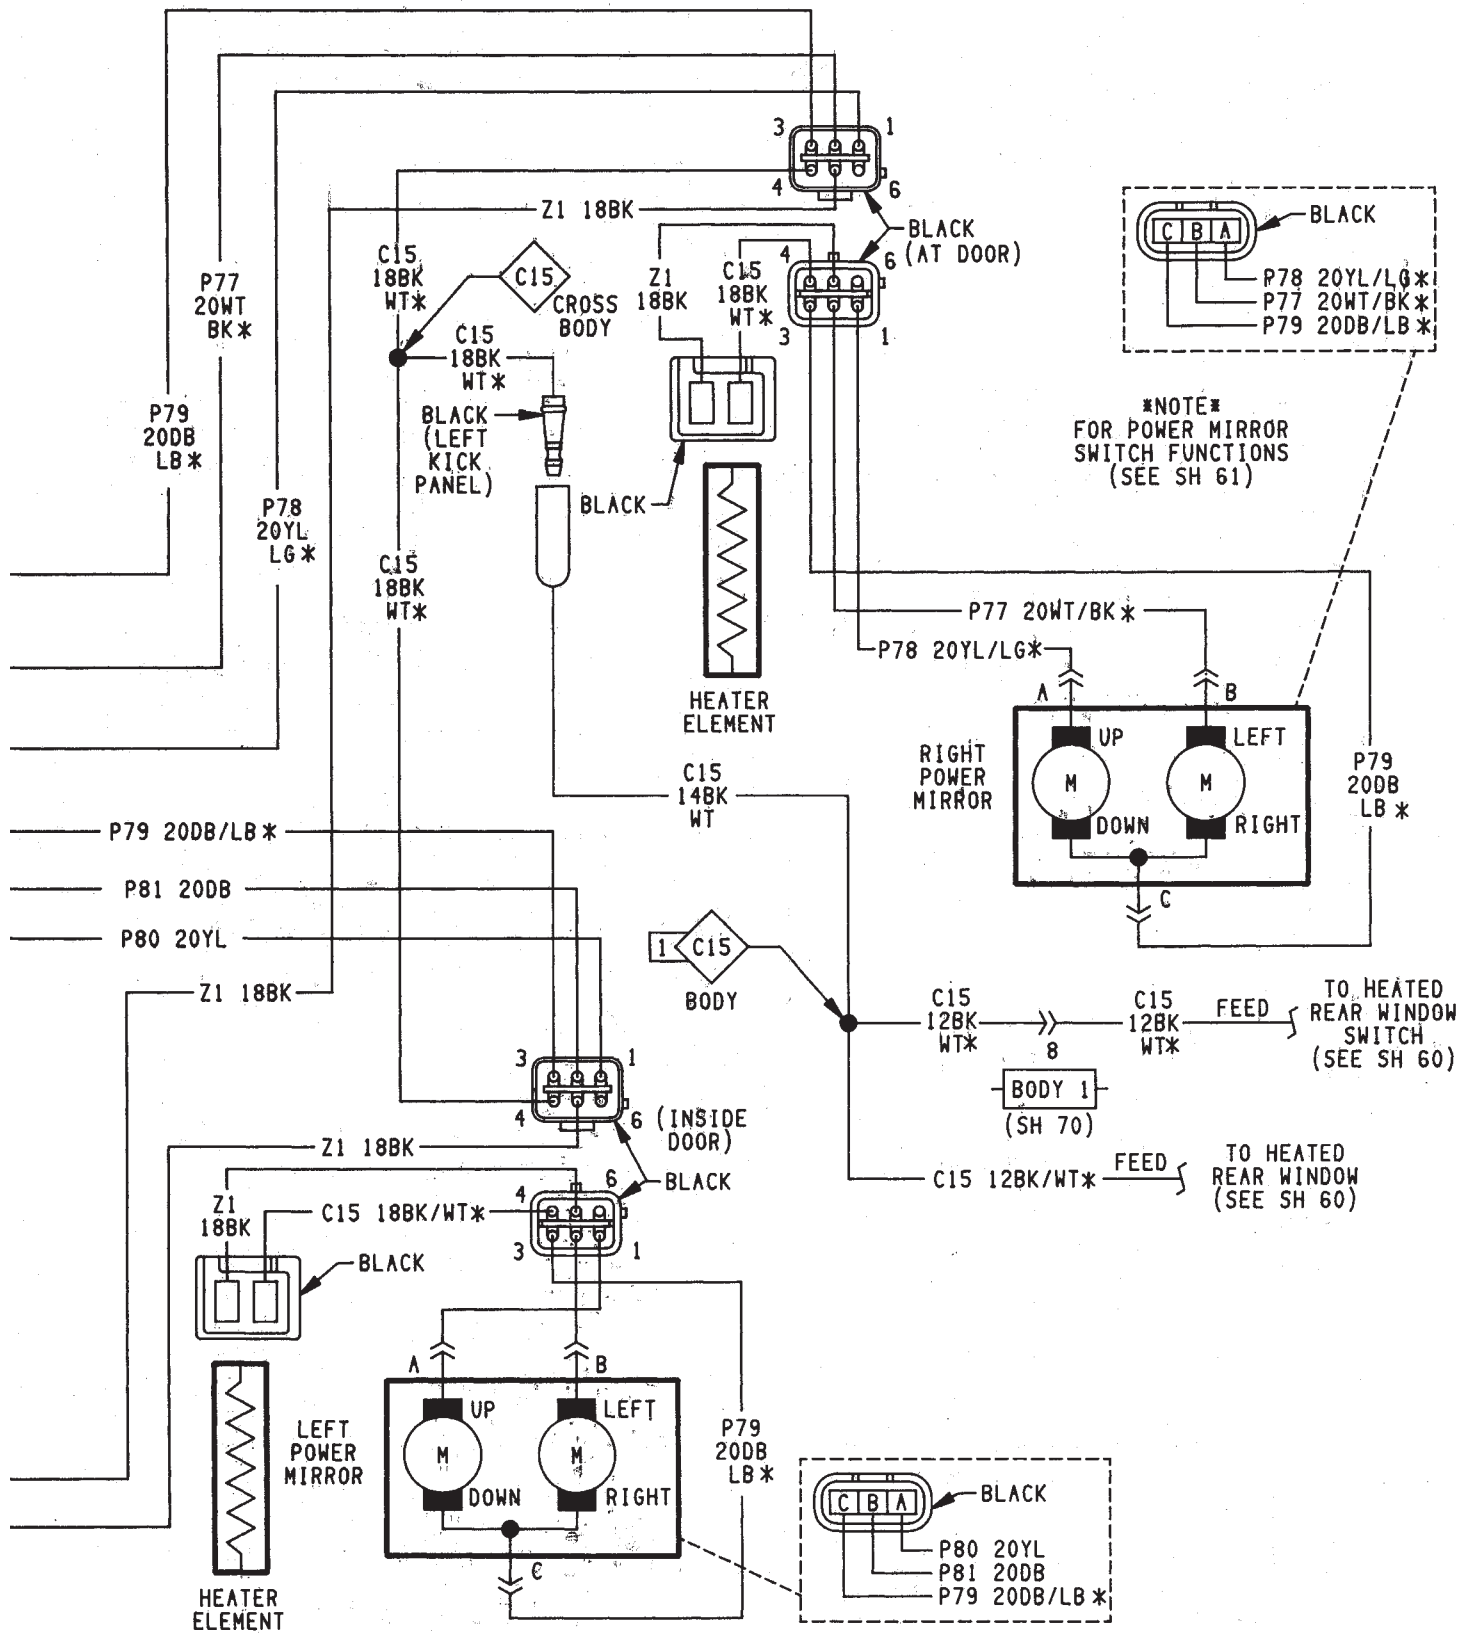 3 1
4 6
Z1 18BK
BLACK
(AT DOOR)
C15
18BK
WT*
C15
CROSS
BODY
P77
20WT
BK*
Z1
18BK
C15
18BK
WT*
4 6
3 1
BLACK
C B A
P78 20YL/LG*
P77 20WT/BK*
P79 20DB/LB*
C15
18BK
WT*
P79
20DB
LB*
BLACK
(LEFT
KICK
PANEL)
*NOTE*
FOR POWER MIRROR
SWITCH FUNCTIONS
(SEE SH 61)
P78
20YL
LG*
BLACK
C15
18BK
WT*
P77 20WT/BK*
P78 20YL/LG*
HEATER
ELEMENT
A B
UP LEFT
M M
DOWN RIGHT
C
RIGHT
POWER
MIRROR
P79
20DB
LB*
C15
14BK
WT
P79 20DB/LB*
P81 20DB
P80 20YL
Z1 18BK
1 C15
BODY
C15
12BK
WT*
8
C15
12BK
WT*
FEED
TO HEATED
REAR WINDOW
SWITCH
(SEE SH 60)
BODY 1
(SH 70)
3 1
4 6
(INSIDE
DOOR)
Z1 18BK
BLACK
C15 12BK/WT*
FEED
TO HEATED
REAR WINDOW
(SEE SH 60)
Z1
18BK
C15 18BK/WT*
4 6
3 1
BLACK
A B
UP LEFT
M M
DOWN RIGHT
C
LEFT
POWER
MIRROR
P79
20DB
LB*
HEATER
ELEMENT
C B A
BLACK
P80 20YL
P81 20DB
P79 20DB/LB*